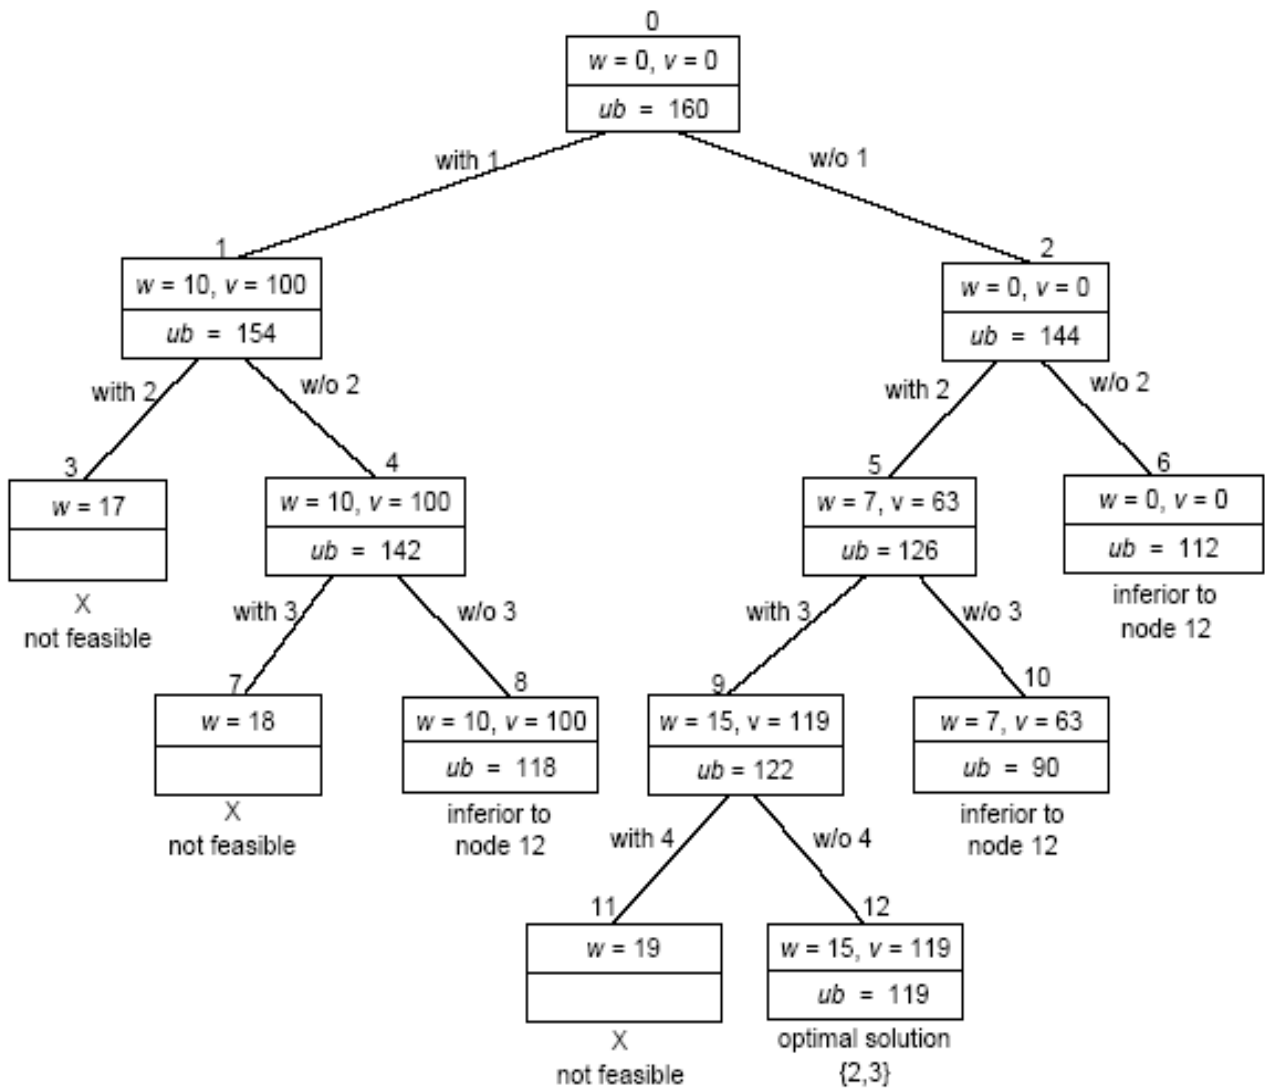 0
w = 0, v = 0
ub = 160
with 1
w/o 1
1
w = 10, v = 100
ub = 154
2
w = 0, v = 0
ub = 144
with 2
w/o 2
with 2
w/o 2
3
w = 17
X
not feasible
4
w = 10, v = 100
ub = 142
5
w = 7, v = 63
ub = 126
6
w = 0, v = 0
ub = 112
inferior to
node 12
with 3
w/o 3
with 3
w/o 3
7
w = 18
X
not feasible
8
w = 10, v = 100
ub = 118
inferior to
node 12
9
w = 15, v = 119
ub = 122
10
w = 7, v = 63
ub = 90
inferior to
node 12
with 4
w/o 4
11
w = 19
X
not feasible
12
w = 15, v = 119
ub = 119
optimal solution
{2,3}